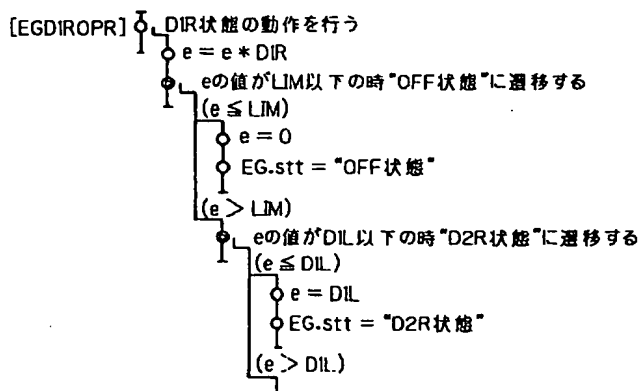 [EGD1ROPR] D1R状態の動作を行う
e = e * D1R
eの値がLIM以下の時"OFF状態"に遷移する
(e ≦ LIM)
e = 0
EG.stt = "OFF状態"
(e > LIM)
eの値がD1L以下の時"D2R状態"に遷移する
(e ≦ D1L)
e = D1L
EG.stt = "D2R状態"
(e > D1L)